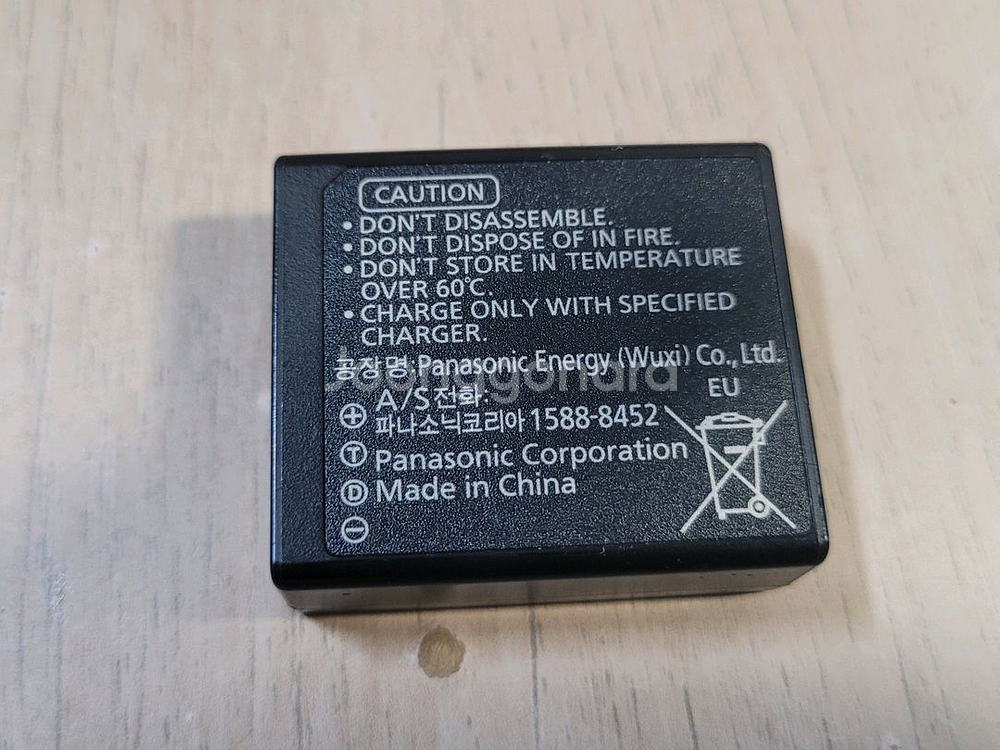 CAUTION
• DON'T DISASSEMBLE.
• DON'T DISPOSE OF IN FIRE.
• DON'T STORE IN TEMPERATURE
OVER 60℃.
• CHARGE ONLY WITH SPECIFIED
CHARGER.
공장명:Panasonic Energy (Wuxi) Co., Ltd.
Joonggonara
EU
A/S전화:
파나소닉코리아 1588-8452
Panasonic Corporation
Made in China
⊕
Ⓣ
Ⓓ
⊖